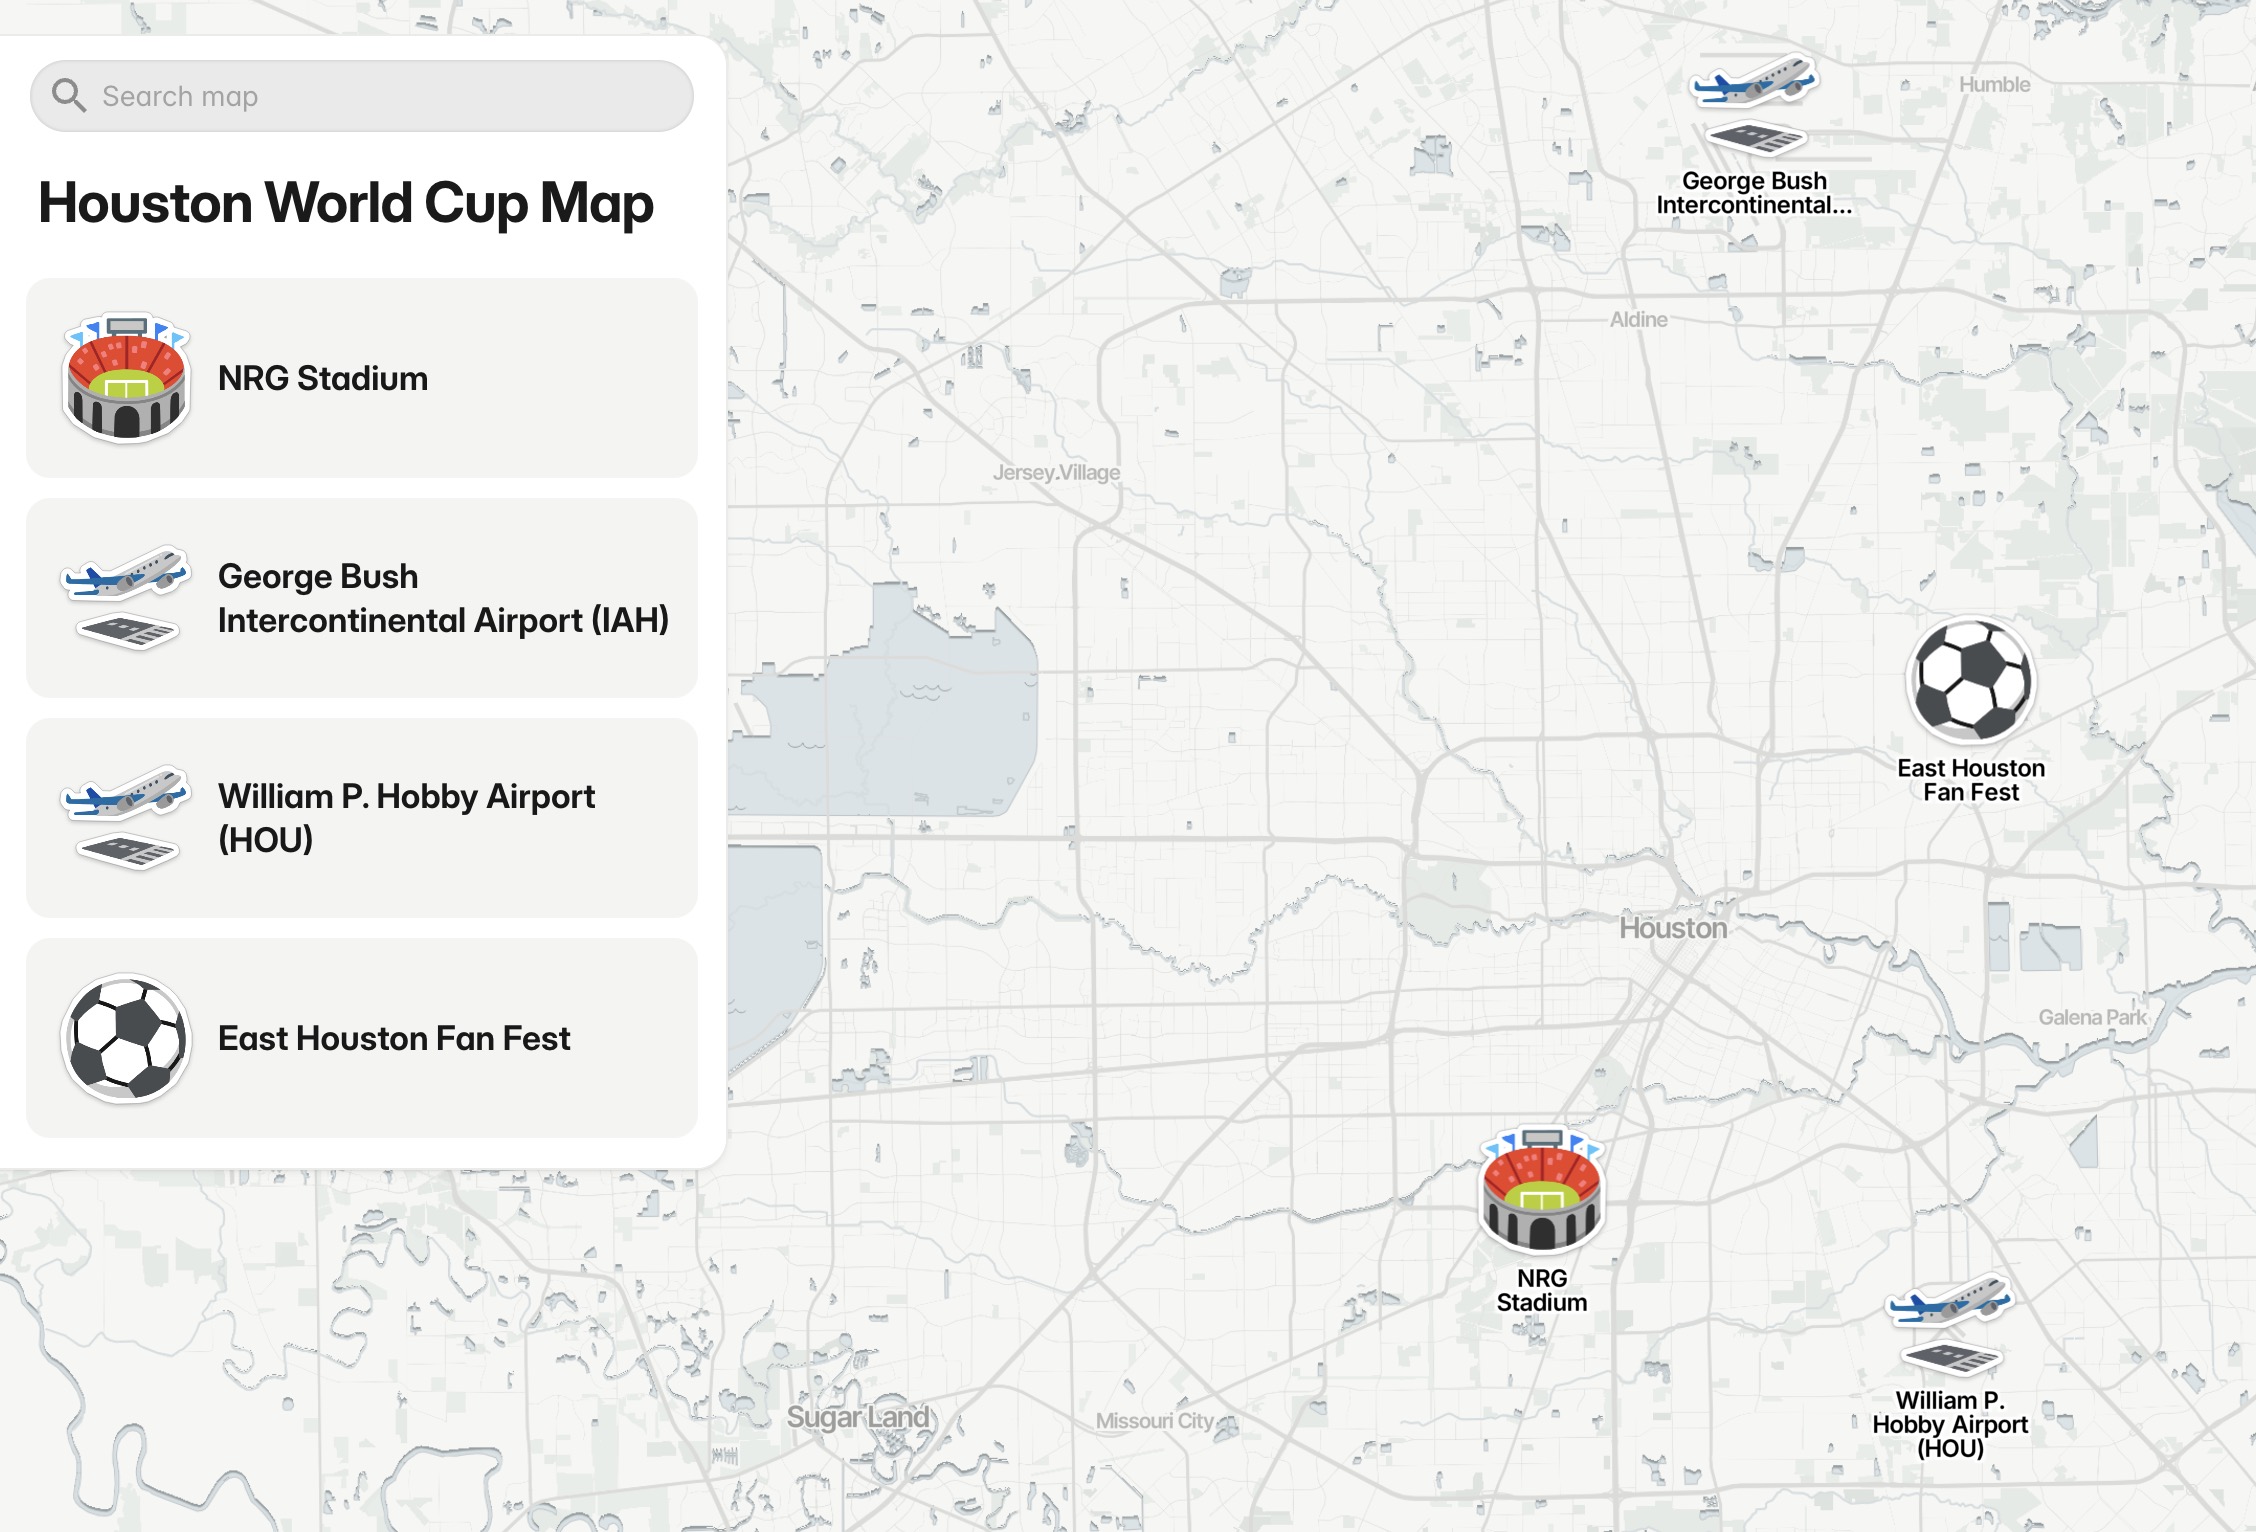 Search map
Houston World Cup Map
NRG Stadium
George Bush
Intercontinental Airport (IAH)
William P. Hobby Airport
(HOU)
East Houston Fan Fest
George Bush
Intercontinental...
Humble
Aldine
Jersey Village
East Houston
Fan Fest
Houston
Galena Park
NRG
Stadium
William P.
Hobby Airport
(HOU)
Sugar Land
Missouri City